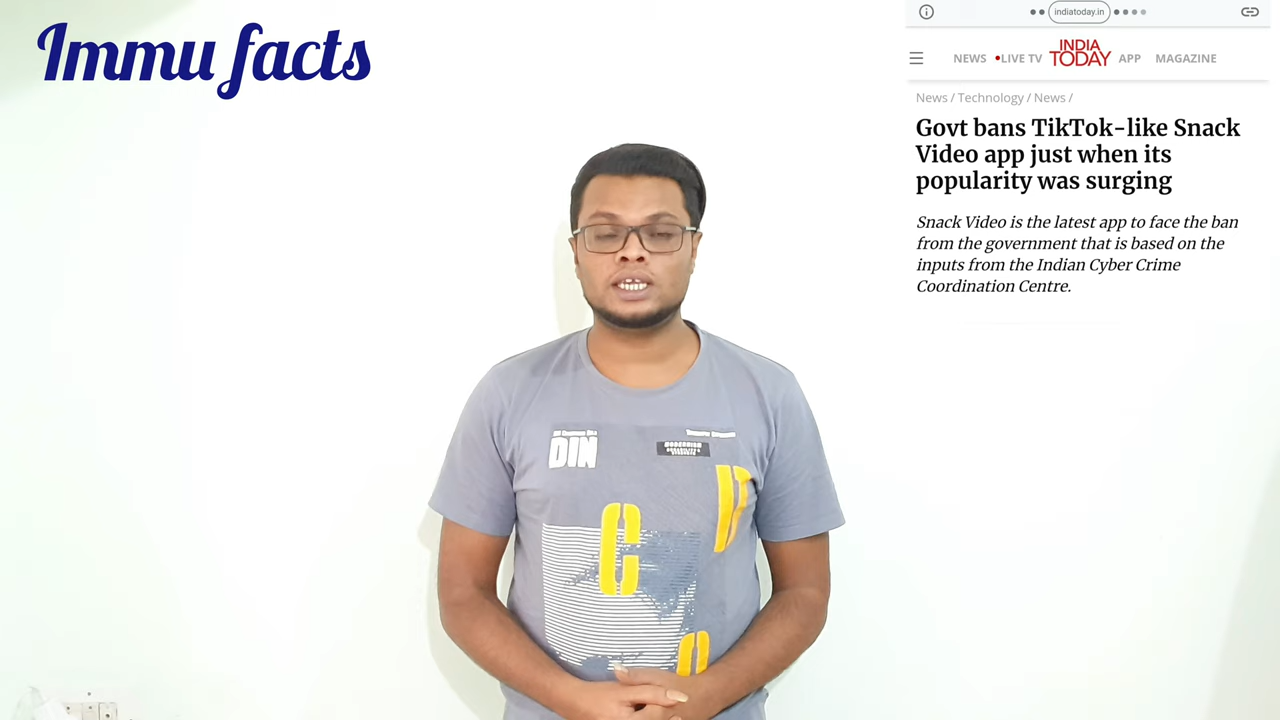 Immu facts
indiatoday.in
INDIA
TODAY
NEWS
LIVE TV
APP
MAGAZINE
News / Technology / News /
Govt bans TikTok-like Snack
Video app just when its
popularity was surging
Snack Video is the latest app to face the ban
from the government that is based on the
inputs from the Indian Cyber Crime
Coordination Centre.
DIN
MODERNISM
C